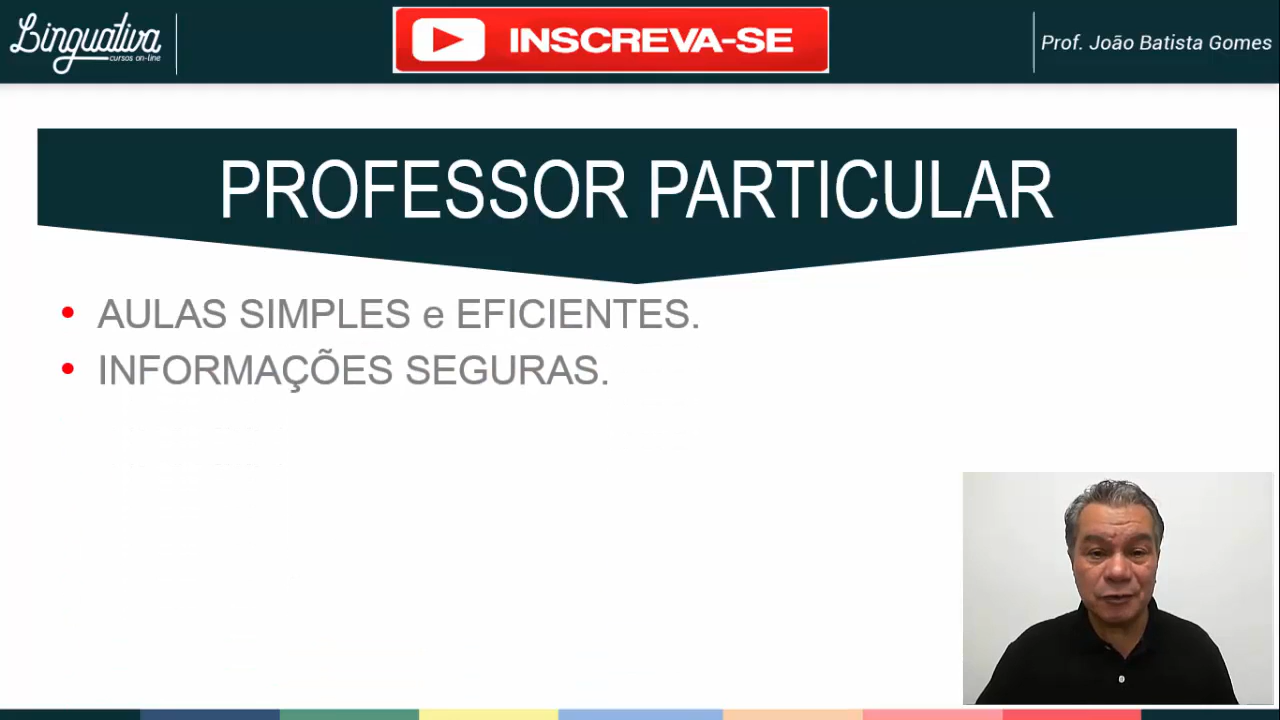 Linguativa
cursos on-line
INSCREVA-SE
Prof. João Batista Gomes
PROFESSOR PARTICULAR
• AULAS SIMPLES e EFICIENTES.
• INFORMAÇÕES SEGURAS.